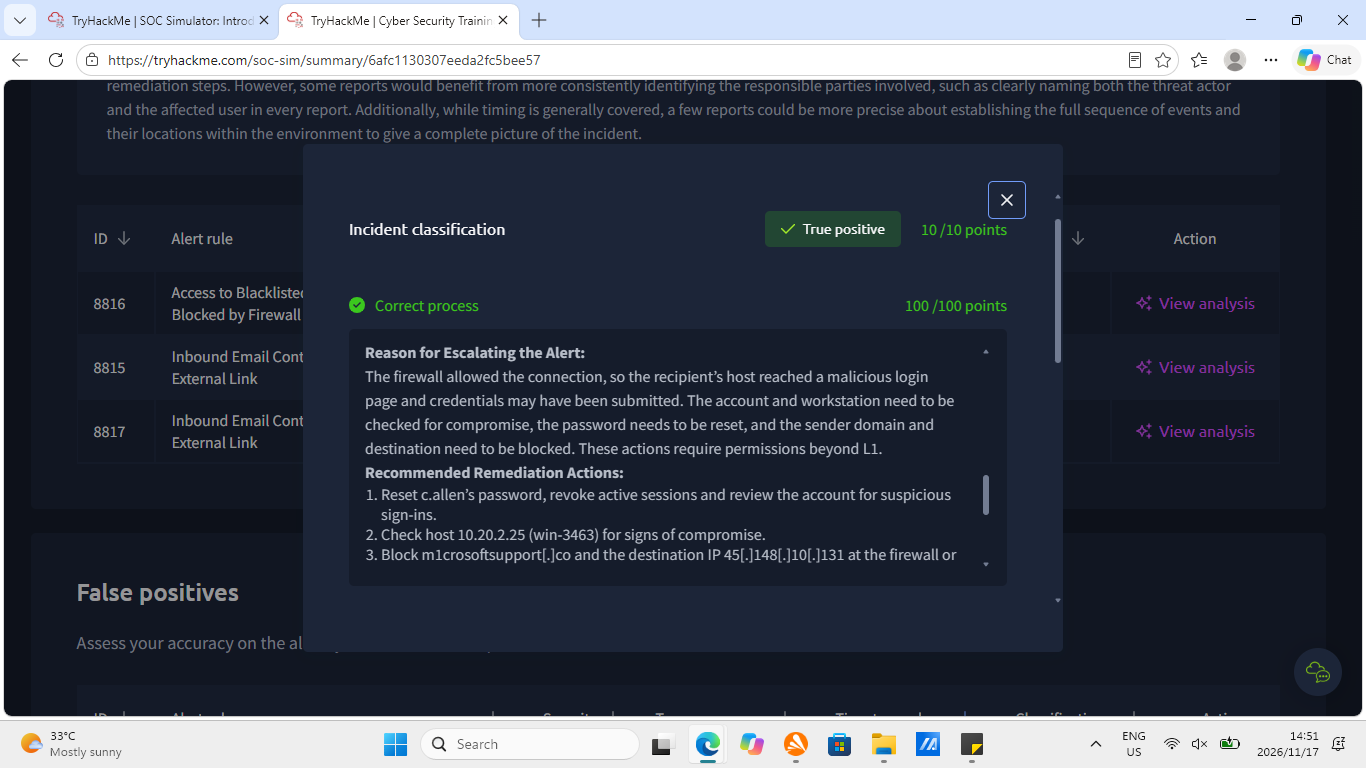 TryHackMe | SOC Simulator: Introd
TryHackMe | Cyber Security Trainin
https://tryhackme.com/soc-sim/summary/6afc1130307eeda2fc5bee57
Chat
remediation steps. However, some reports would benefit from more consistently identifying the responsible parties involved, such as clearly naming both the threat actor
and the affected user in every report. Additionally, while timing is generally covered, a few reports could be more precise about establishing the full sequence of events and
their locations within the environment to give a complete picture of the incident.
Incident classification
True positive
10 /10 points
ID
Alert rule
Action
8816
Access to Blacklisted
Blocked by Firewall
View analysis
Correct process
100 /100 points
Reason for Escalating the Alert:
8815
Inbound Email Cont
External Link
View analysis
The firewall allowed the connection, so the recipient’s host reached a malicious login
page and credentials may have been submitted. The account and workstation need to be
checked for compromise, the password needs to be reset, and the sender domain and
8817
Inbound Email Cont
External Link
View analysis
destination need to be blocked. These actions require permissions beyond L1.
Recommended Remediation Actions:
1. Reset c.allen’s password, revoke active sessions and review the account for suspicious
sign-ins.
2. Check host 10.20.2.25 (win-3463) for signs of compromise.
3. Block m1crosoftsupport[.]co and the destination IP 45[.]148[.]10[.]131 at the firewall or
False positives
Assess your accuracy on the al
33°C
Mostly sunny
Search
ENG
US
14:51
2026/11/17